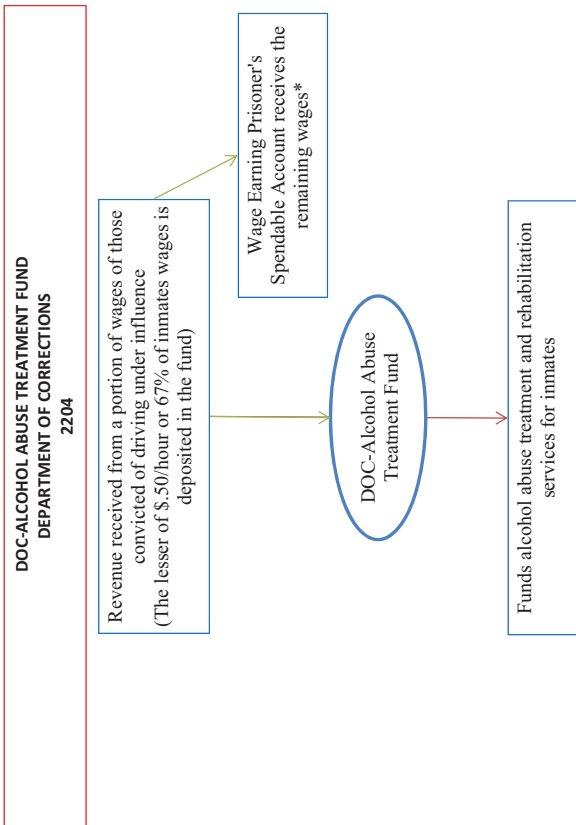 DOC-ALCOHOL ABUSE TREATMENT FUND
DEPARTMENT OF CORRECTIONS
2204
Revenue received from a portion of wages of those
convicted of driving under influence
(The lesser of $.50/hour or 67% of inmates wages is
deposited in the fund)
Wage Earning Prisoner's
Spendable Account receives the
remaining wages*
DOC-Alcohol Abuse
Treatment Fund
Funds alcohol abuse treatment and rehabilitation
services for inmates